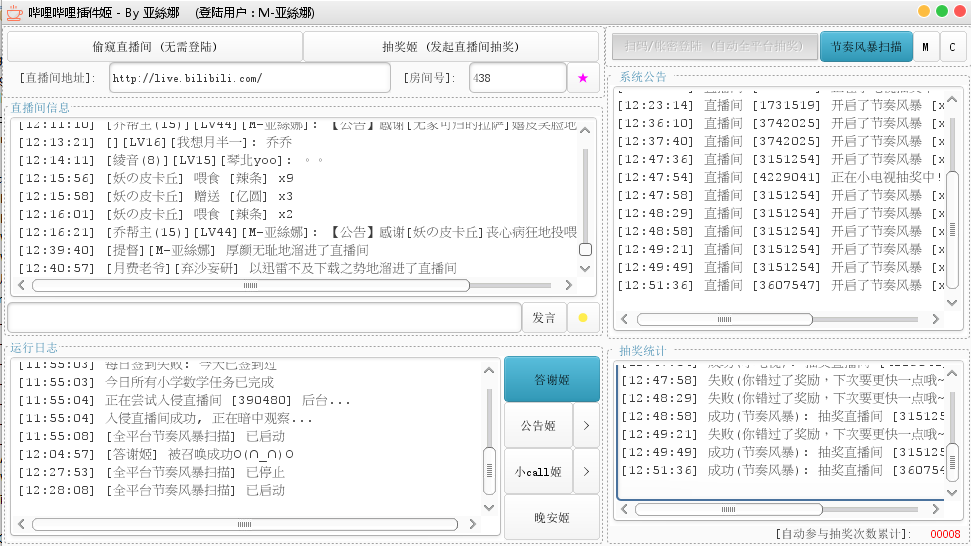 哔哩哔哩插件姬 - By 亚絲娜 (登陆用户：M-亚絲娜)
偷窥直播间 (无需登陆)
抽奖姬 (发起直播间抽奖)
[直播间地址]: http://live.bilibili.com/ [房间号]: 438 ★
直播间信息
[12:11:10] [乔帮主(15)][LV44][M-亚絲娜]: 【公告】感谢[无家可归的拉萨]嬉皮笑脸地
[12:13:21] [][LV16][我想月半一]: 乔乔
[12:14:11] [綾音(8)][LV15][琴北yoo]: 。。
[12:15:56] [妖の皮卡丘] 喂食 [辣条] x9
[12:15:58] [妖の皮卡丘] 赠送 [亿圆] x3
[12:16:01] [妖の皮卡丘] 喂食 [辣条] x2
[12:16:21] [乔帮主(15)][LV44][M-亚絲娜]: 【公告】感谢[妖の皮卡丘]丧心病狂地投喂
[12:39:40] [提督][M-亚絲娜] 厚颜无耻地溜进了直播间
[12:40:57] [月费老爷][弃沙妄研] 以迅雷不及下载之势地溜进了直播间
发言
运行日志
[11:55:03] 每日签到失败: 今天已签到过
[11:55:03] 今日所有小学数学任务已完成
[11:55:04] 正在尝试入侵直播间 [390480] 后台...
[11:55:04] 入侵直播间成功, 正在暗中观察...
[11:55:08] [全平台节奏风暴扫描] 已启动
[12:04:57] [答谢姬] 被召唤成功O(∩_∩)O
[12:27:53] [全平台节奏风暴扫描] 已停止
[12:28:08] [全平台节奏风暴扫描] 已启动
答谢姬
公告姬 >
小call姬 >
晚安姬
扫码/账密登陆 (自动全平台抽奖)
节奏风暴扫描
M
C
系统公告
[12:23:14] 直播间 [1731519] 开启了节奏风暴 [x
[12:36:10] 直播间 [3742025] 开启了节奏风暴 [x
[12:37:40] 直播间 [3742025] 开启了节奏风暴 [x
[12:47:36] 直播间 [3151254] 开启了节奏风暴 [x
[12:47:54] 直播间 [4229041] 正在小电视抽奖中!
[12:47:58] 直播间 [3151254] 开启了节奏风暴 [x
[12:48:29] 直播间 [3151254] 开启了节奏风暴 [x
[12:48:58] 直播间 [3151254] 开启了节奏风暴 [x
[12:49:21] 直播间 [3151254] 开启了节奏风暴 [x
[12:49:49] 直播间 [3151254] 开启了节奏风暴 [x
[12:51:36] 直播间 [3607547] 开启了节奏风暴 [x
抽奖统计
[12:47:58] 失败(你错过了奖励，下次要更快一点哦~
[12:48:29] 失败(你错过了奖励，下次要更快一点哦~
[12:48:58] 成功(节奏风暴): 抽奖直播间 [315125
[12:49:21] 失败(你错过了奖励，下次要更快一点哦~
[12:49:49] 成功(节奏风暴): 抽奖直播间 [315125
[12:51:36] 成功(节奏风暴): 抽奖直播间 [360754
[自动参与抽奖次数累计]: 00008